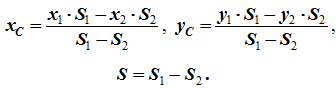 x_C = (x_1·S_1 − x_2·S_2) / (S_1 − S_2), y_C = (y_1·S_1 − y_2·S_2) / (S_1 − S_2),
S = S_1 − S_2.